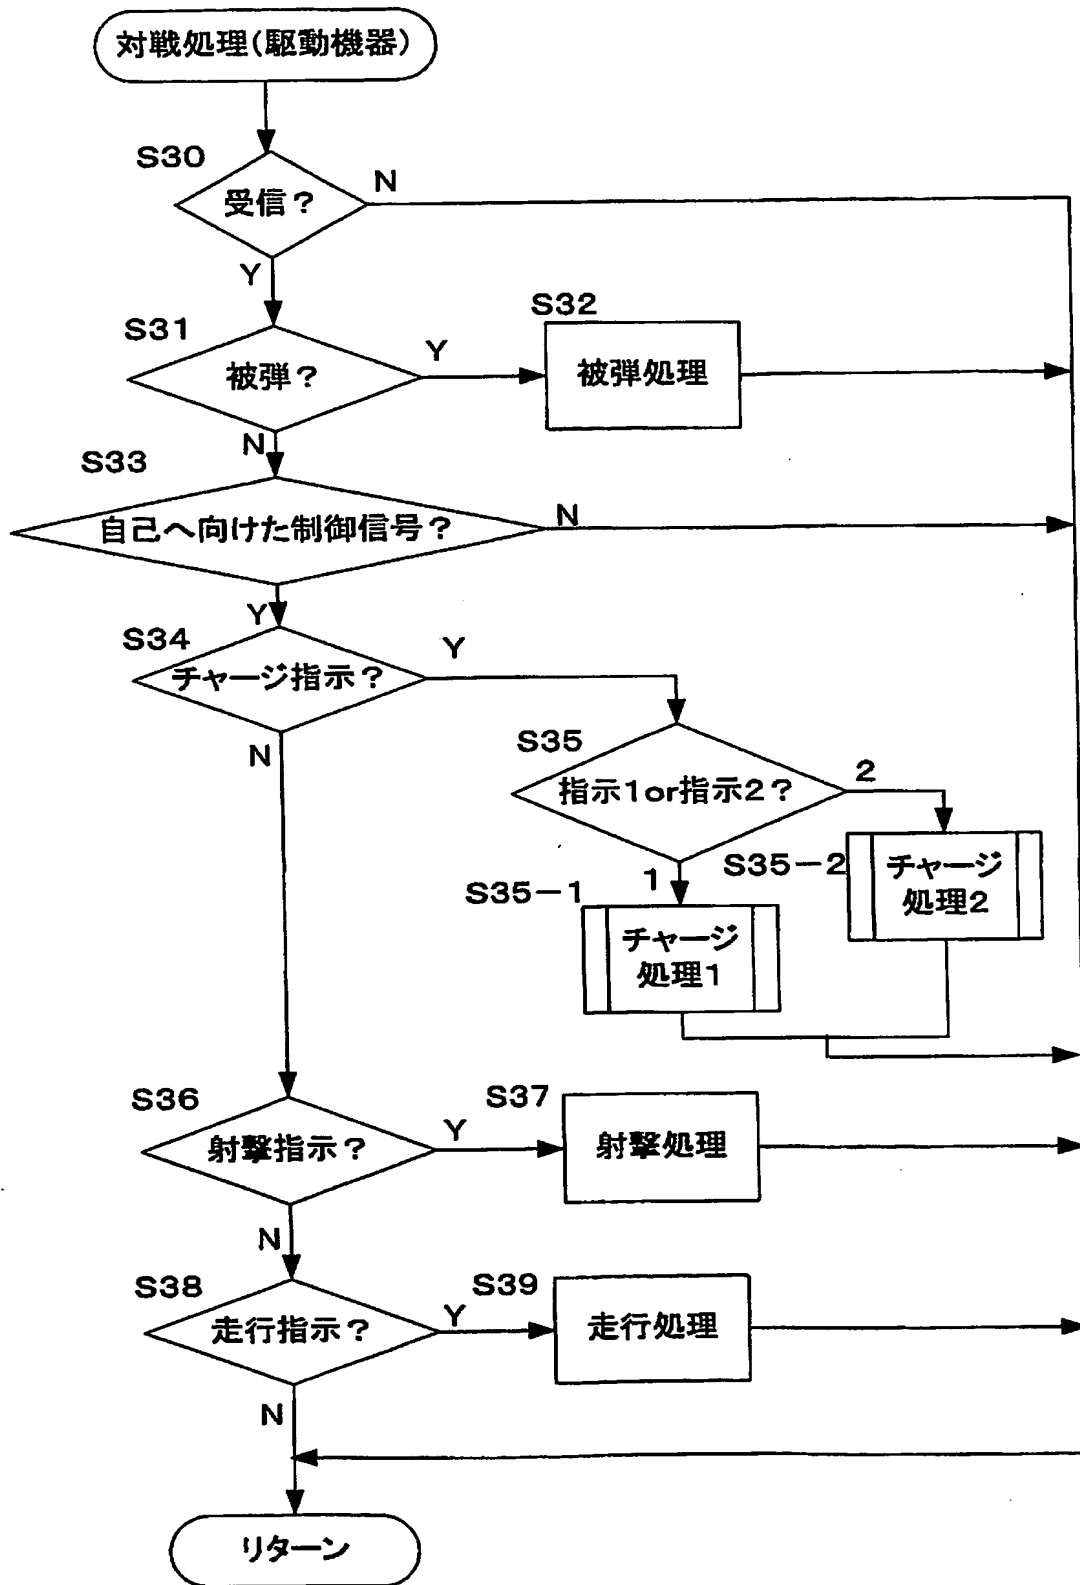 対戦処理(駆動機器)
S30
受信?
N
Y
S31
被弾?
Y
S32
被弾処理
N
S33
自己へ向けた制御信号?
N
Y
S34
チャージ指示?
Y
N
S35
指示1or指示2?
2
1
S35-2
チャージ
処理2
S35-1
チャージ
処理1
S36
射撃指示?
Y
S37
射撃処理
N
S38
走行指示?
Y
S39
走行処理
N
リターン